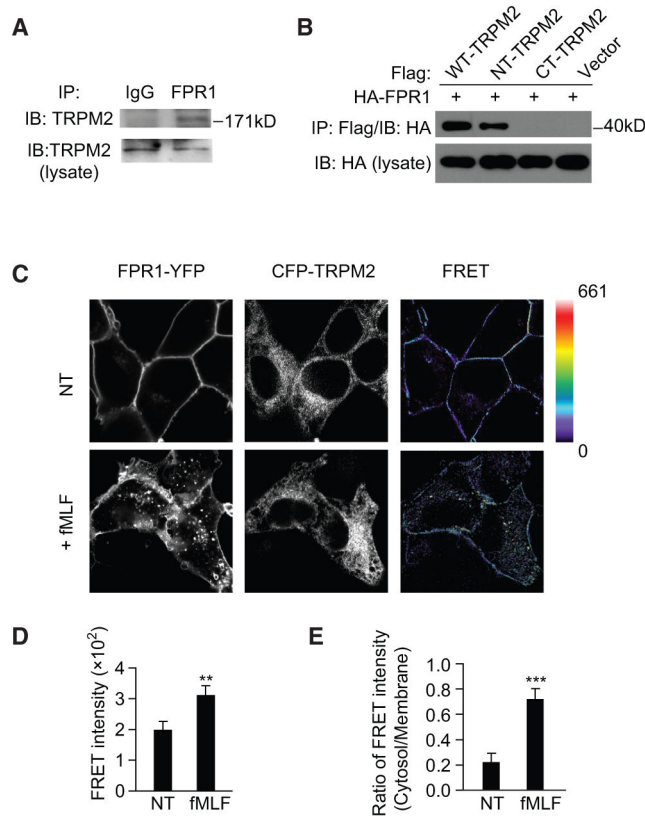 A
IP: IgG FPR1
IB: TRPM2 –171kD
IB:TRPM2
(lysate)
B
Flag: WT-TRPM2 NT-TRPM2 CT-TRPM2 Vector
HA-FPR1 + + + +
IP: Flag/IB: HA –40kD
IB: HA (lysate)
C
FPR1-YFP CFP-TRPM2 FRET
NT
661
0
+ fMLF
D
FRET intensity (×10²)
4
3
2
1
0
**
NT fMLF
E
Ratio of FRET intensity
(Cytosol/Membrane)
1.0
0.8
0.6
0.4
0.2
0.0
***
NT fMLF